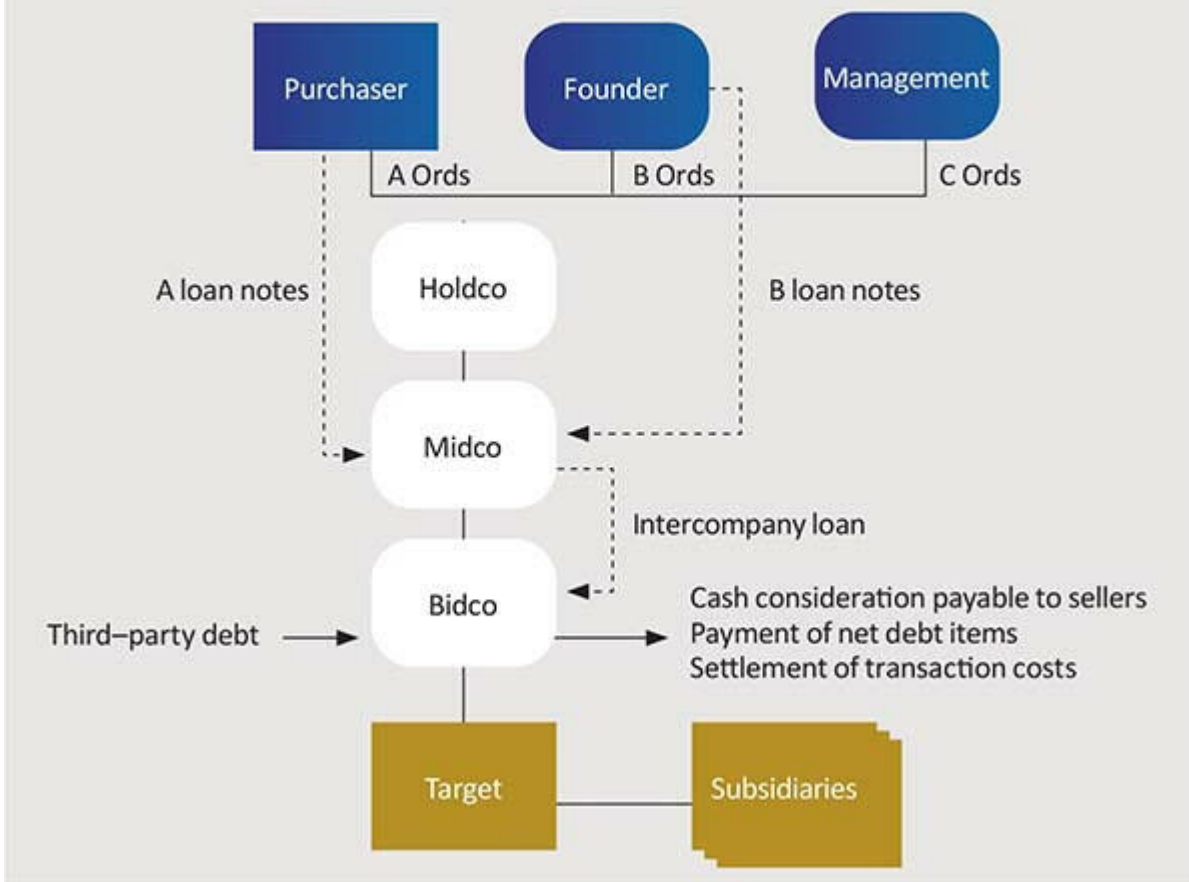 Purchaser
Founder
Management
A Ords
B Ords
C Ords
A loan notes
Holdco
B loan notes
Midco
Intercompany loan
Bidco
Third–party debt
Cash consideration payable to sellers
Payment of net debt items
Settlement of transaction costs
Target
Subsidiaries